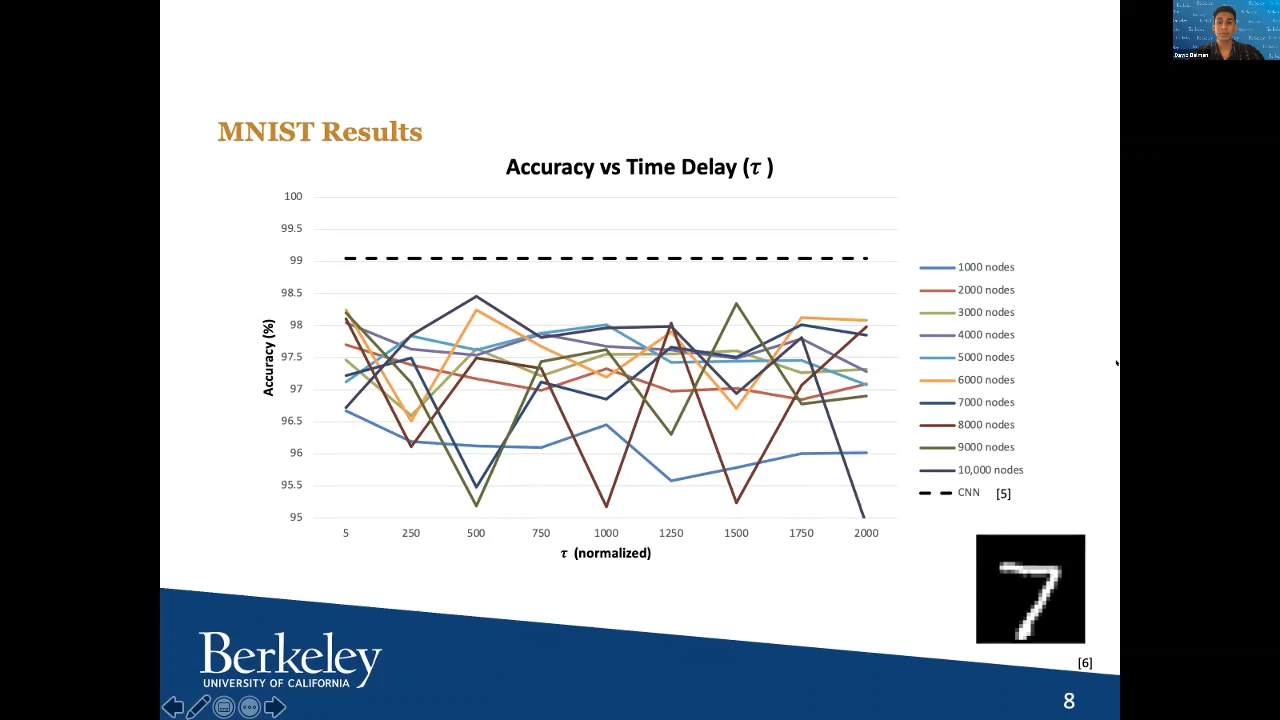 David Delman
MNIST Results
Accuracy vs Time Delay (τ )
100
99.5
99
98.5
98
97.5
97
96.5
96
95.5
95
Accuracy (%)
5 250 500 750 1000 1250 1500 1750 2000
τ (normalized)
1000 nodes
2000 nodes
3000 nodes
4000 nodes
5000 nodes
6000 nodes
7000 nodes
8000 nodes
9000 nodes
10,000 nodes
CNN [5]
[6]
Berkeley
UNIVERSITY OF CALIFORNIA
8